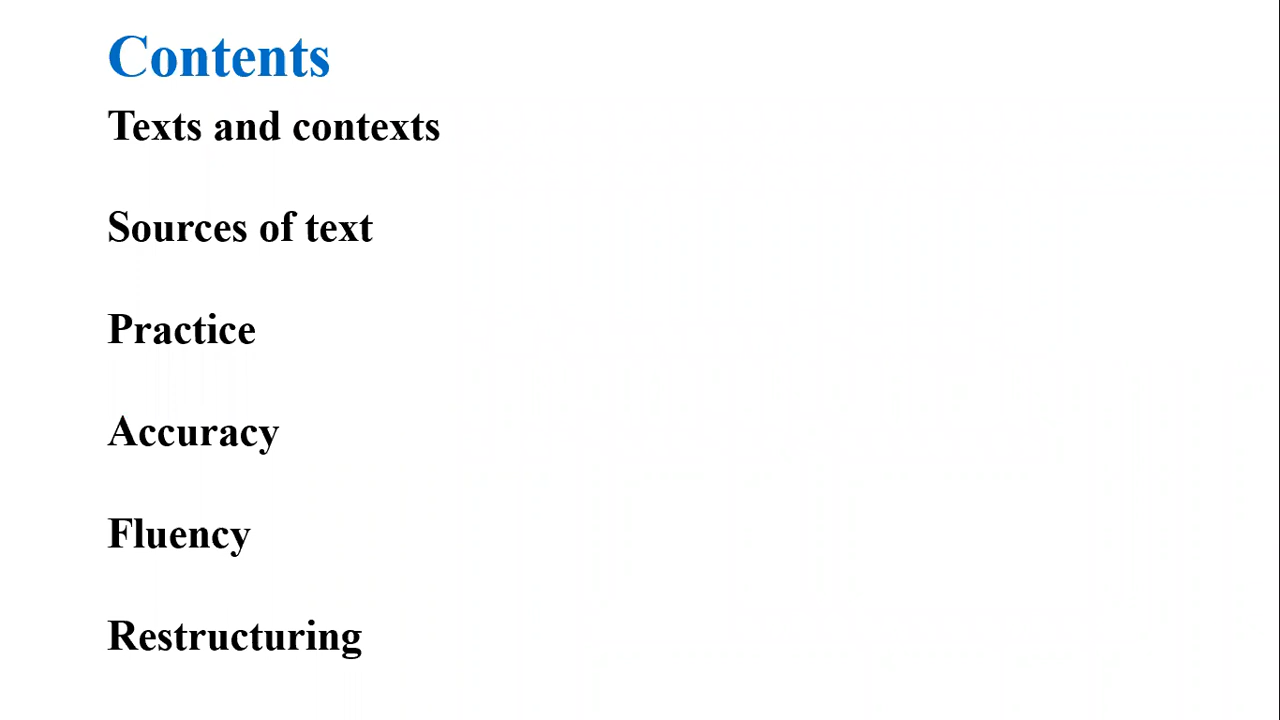 Contents
Texts and contexts
Sources of text
Practice
Accuracy
Fluency
Restructuring